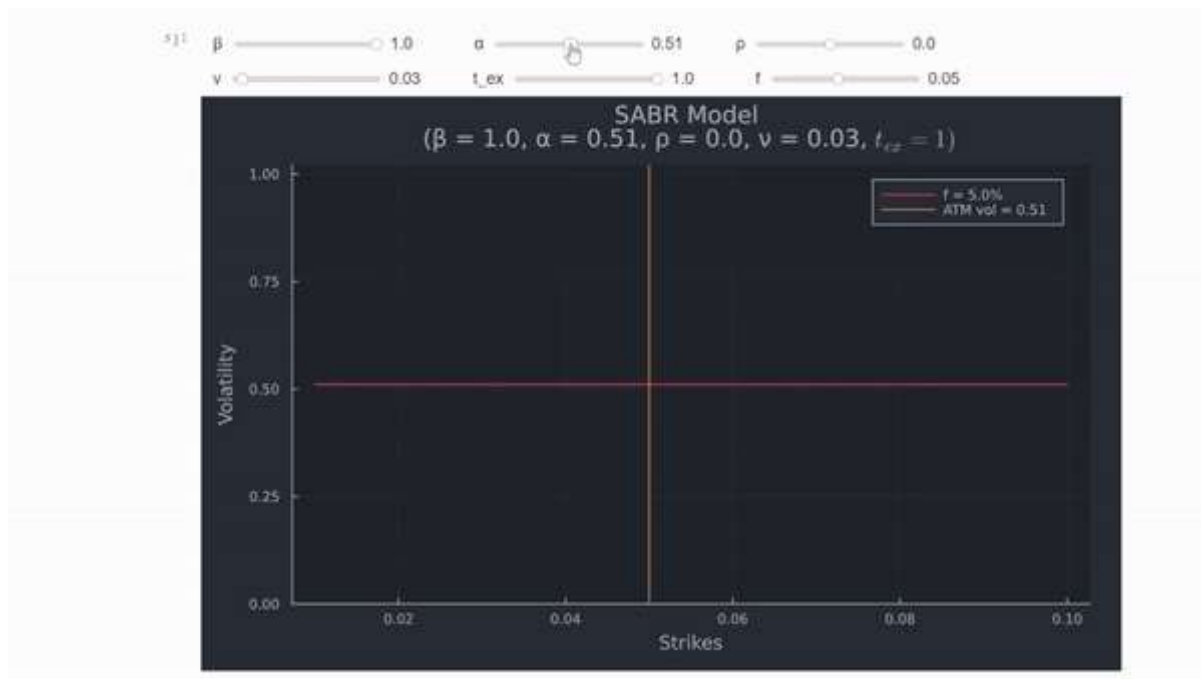 β 1.0 α 0.51 ρ 0.0
ν 0.03 t_ex 1.0 f 0.05
SABR Model
(β = 1.0, α = 0.51, ρ = 0.0, ν = 0.03, tₑₓ = 1)
f = 5.0%
ATM vol = 0.51
1.00
0.75
0.50
0.25
0.00
Volatility
0.02 0.04 0.06 0.08 0.10
Strikes